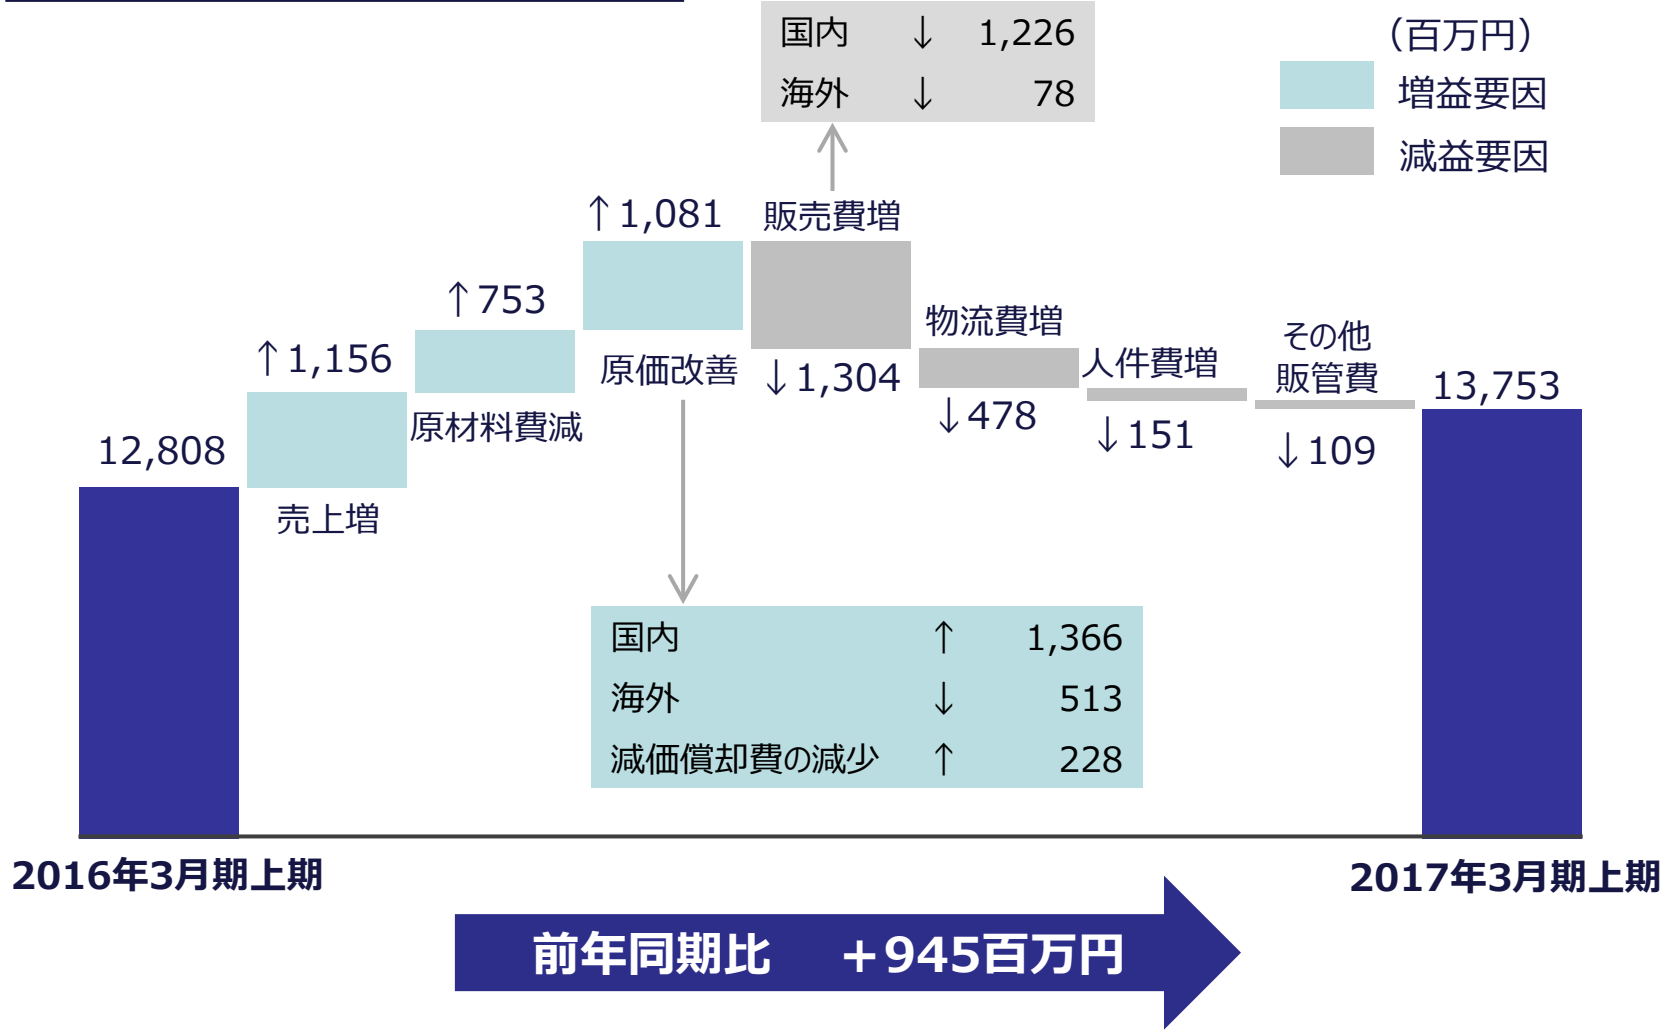 国内 ↓ 1,226
海外 ↓ 78
（百万円）
増益要因
減益要因
↑1,081
販売費増
↑753
物流費増
その他
販管費
↑1,156
原価改善
↓1,304
人件費増
13,753
12,808
原材料費減
↓478
↓151
↓109
売上増
国内 ↑ 1,366
海外 ↓ 513
減価償却費の減少 ↑ 228
2016年3月期上期
2017年3月期上期
前年同期比 ＋945百万円